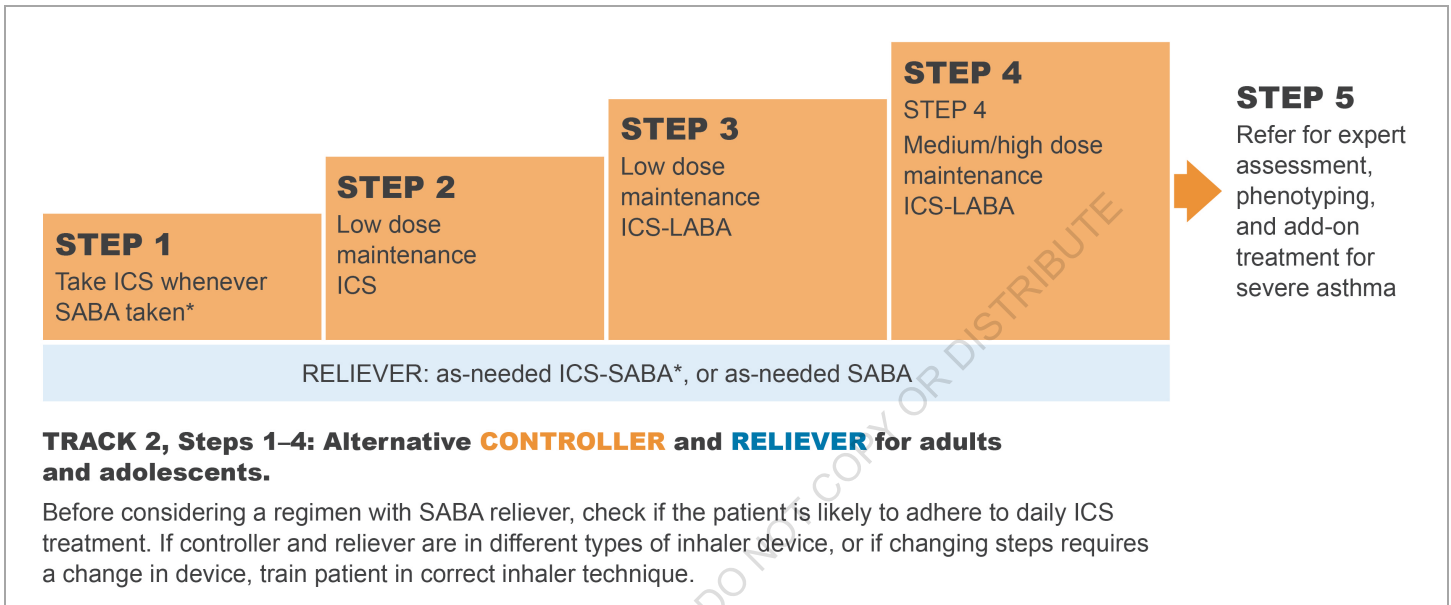 STEP 1
Take ICS whenever
SABA taken*
STEP 2
Low dose
maintenance
ICS
STEP 3
Low dose
maintenance
ICS-LABA
STEP 4
STEP 4
Medium/high dose
maintenance
ICS-LABA
STEP 5
Refer for expert
assessment,
phenotyping,
and add-on
treatment for
severe asthma
RELIEVER: as-needed ICS-SABA*, or as-needed SABA
TRACK 2, Steps 1–4: Alternative CONTROLLER and RELIEVER for adults
and adolescents.
Before considering a regimen with SABA reliever, check if the patient is likely to adhere to daily ICS
treatment. If controller and reliever are in different types of inhaler device, or if changing steps requires
a change in device, train patient in correct inhaler technique.
DO NOT COPY OR DISTRIBUTE